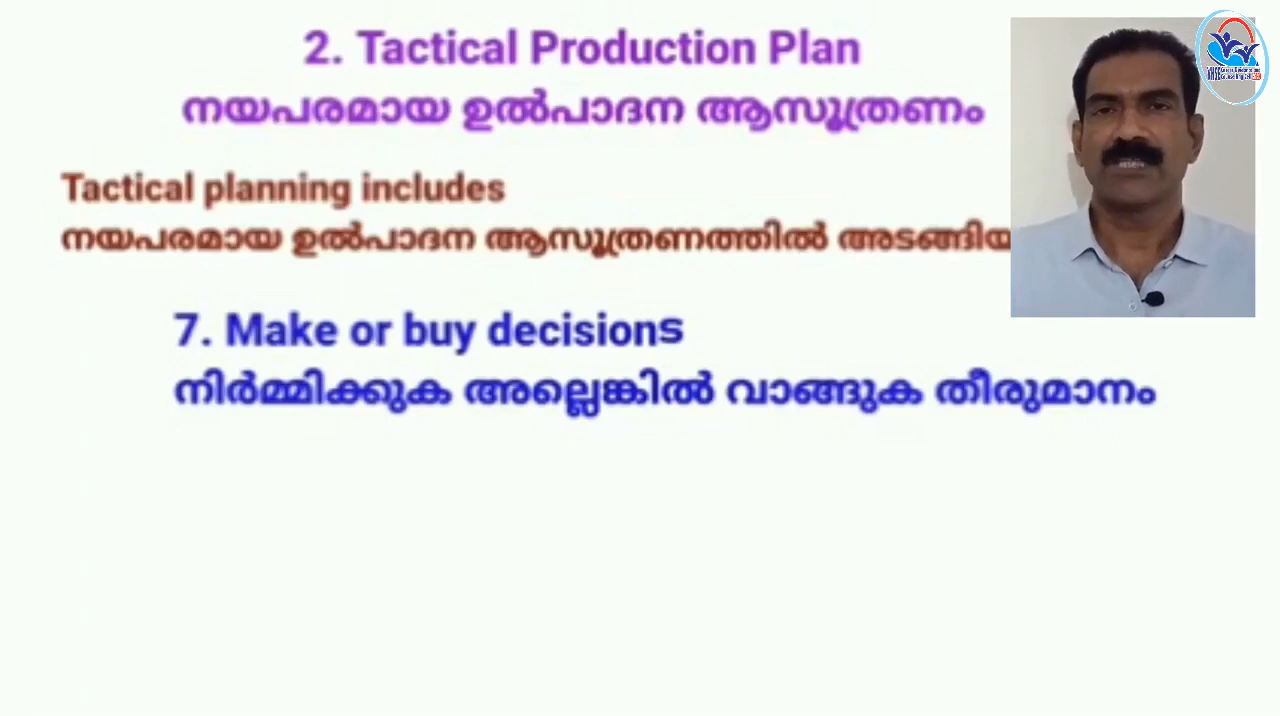 2. Tactical Production Plan
നയപരമായ ഉൽപാദന ആസൂത്രണം
Tactical planning includes
നയപരമായ ഉൽപാദന ആസൂത്രണത്തിൽ അടങ്ങിയ
7. Make or buy decisions
നിർമ്മിക്കുക അല്ലെങ്കിൽ വാങ്ങുക തീരുമാനം